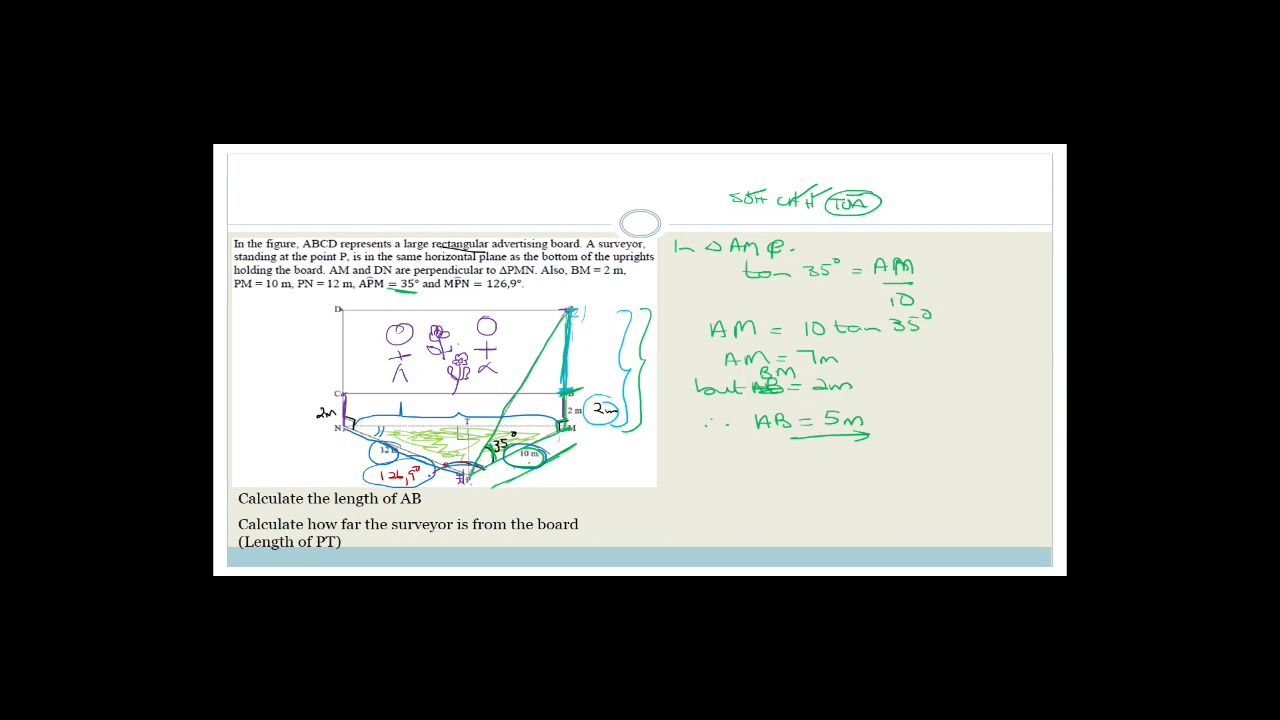 SOH CAH TOA
In the figure, ABCD represents a large rectangular advertising board. A surveyor,
standing at the point P, is in the same horizontal plane as the bottom of the uprights
holding the board. AM and DN are perpendicular to ΔPMN. Also, BM = 2 m,
PM = 10 m, PN = 12 m, AP̂M = 35° and MP̂N = 126,9°.
D
C
B
2m
2 m
2m
N
T
M
35°
12 m
10 m
126,9°
P
In △ AMP.
tan 35° = AM
10
AM = 10 tan 35°
AM = 7m
BM
but = 2m
∴ AB = 5m
Calculate the length of AB
Calculate how far the surveyor is from the board
(Length of PT)